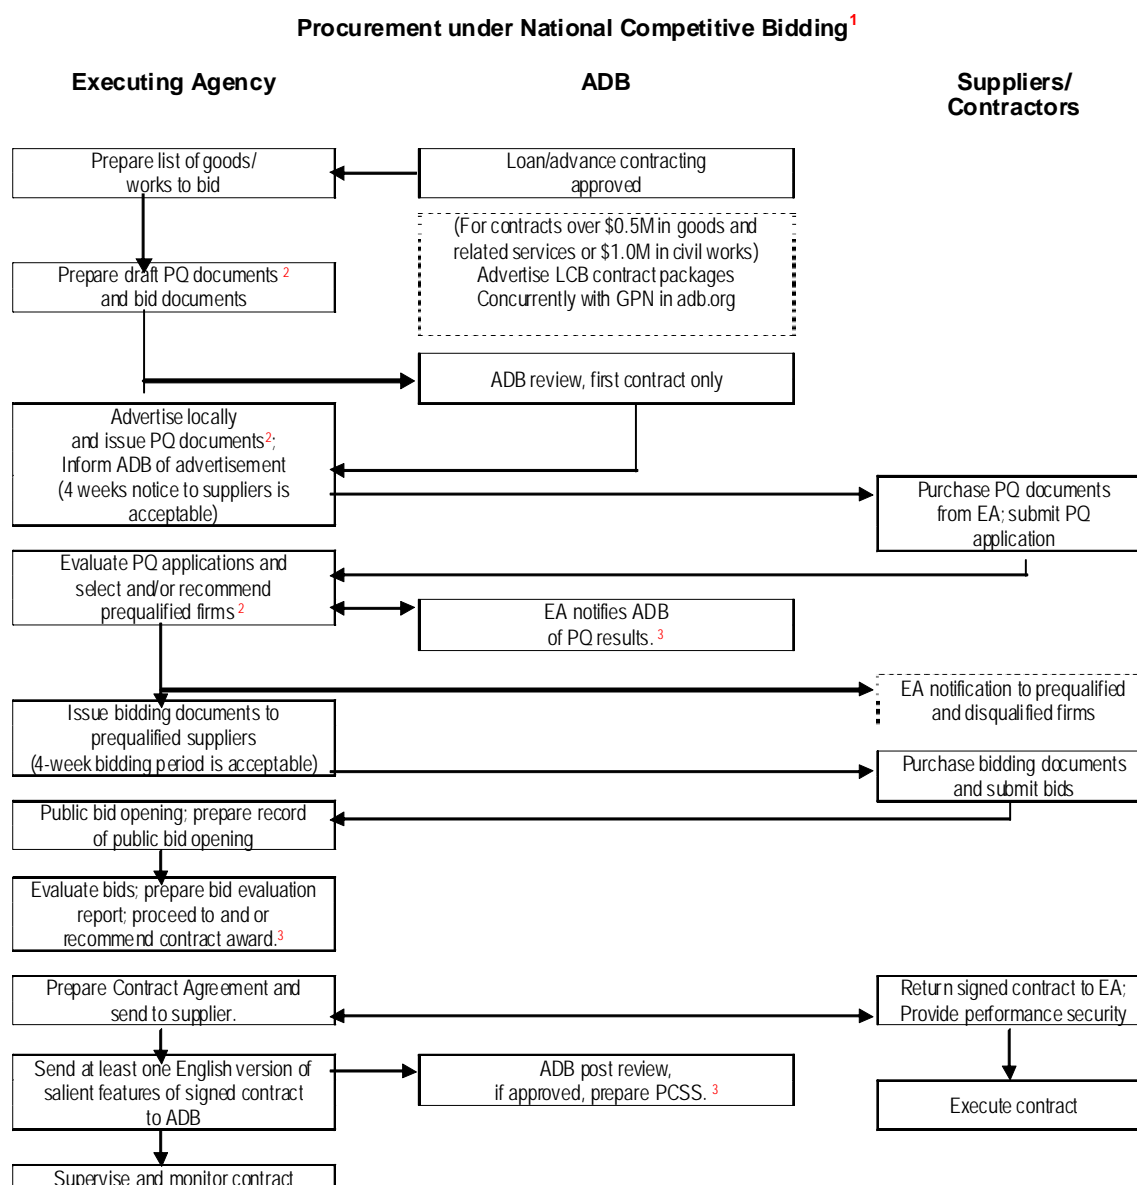 Procurement under National Competitive Bidding1
Executing Agency
ADB
Suppliers/
Contractors
Prepare list of goods/
works to bid
Loan/advance contracting
approved
(For contracts over $0.5M in goods and
related services or $1.0M in civil works)
Advertise LCB contract packages
Concurrently with GPN in adb.org
Prepare draft PQ documents 2
and bid documents
ADB review, first contract only
Advertise locally
and issue PQ documents2;
Inform ADB of advertisement
(4 weeks notice to suppliers is
acceptable)
Purchase PQ documents
from EA; submit PQ
application
Evaluate PQ applications and
select and/or recommend
prequalified firms 2
EA notifies ADB
of PQ results. 3
EA notification to prequalified
and disqualified firms
Issue bidding documents to
prequalified suppliers
(4-week bidding period is acceptable)
Purchase bidding documents
and submit bids
Public bid opening; prepare record
of public bid opening
Evaluate bids; prepare bid evaluation
report; proceed to and or
recommend contract award.3
Prepare Contract Agreement and
send to supplier.
Return signed contract to EA;
Provide performance security
Send at least one English version of
salient features of signed contract
to ADB
ADB post review,
if approved, prepare PCSS. 3
Execute contract
Supervise and monitor contract